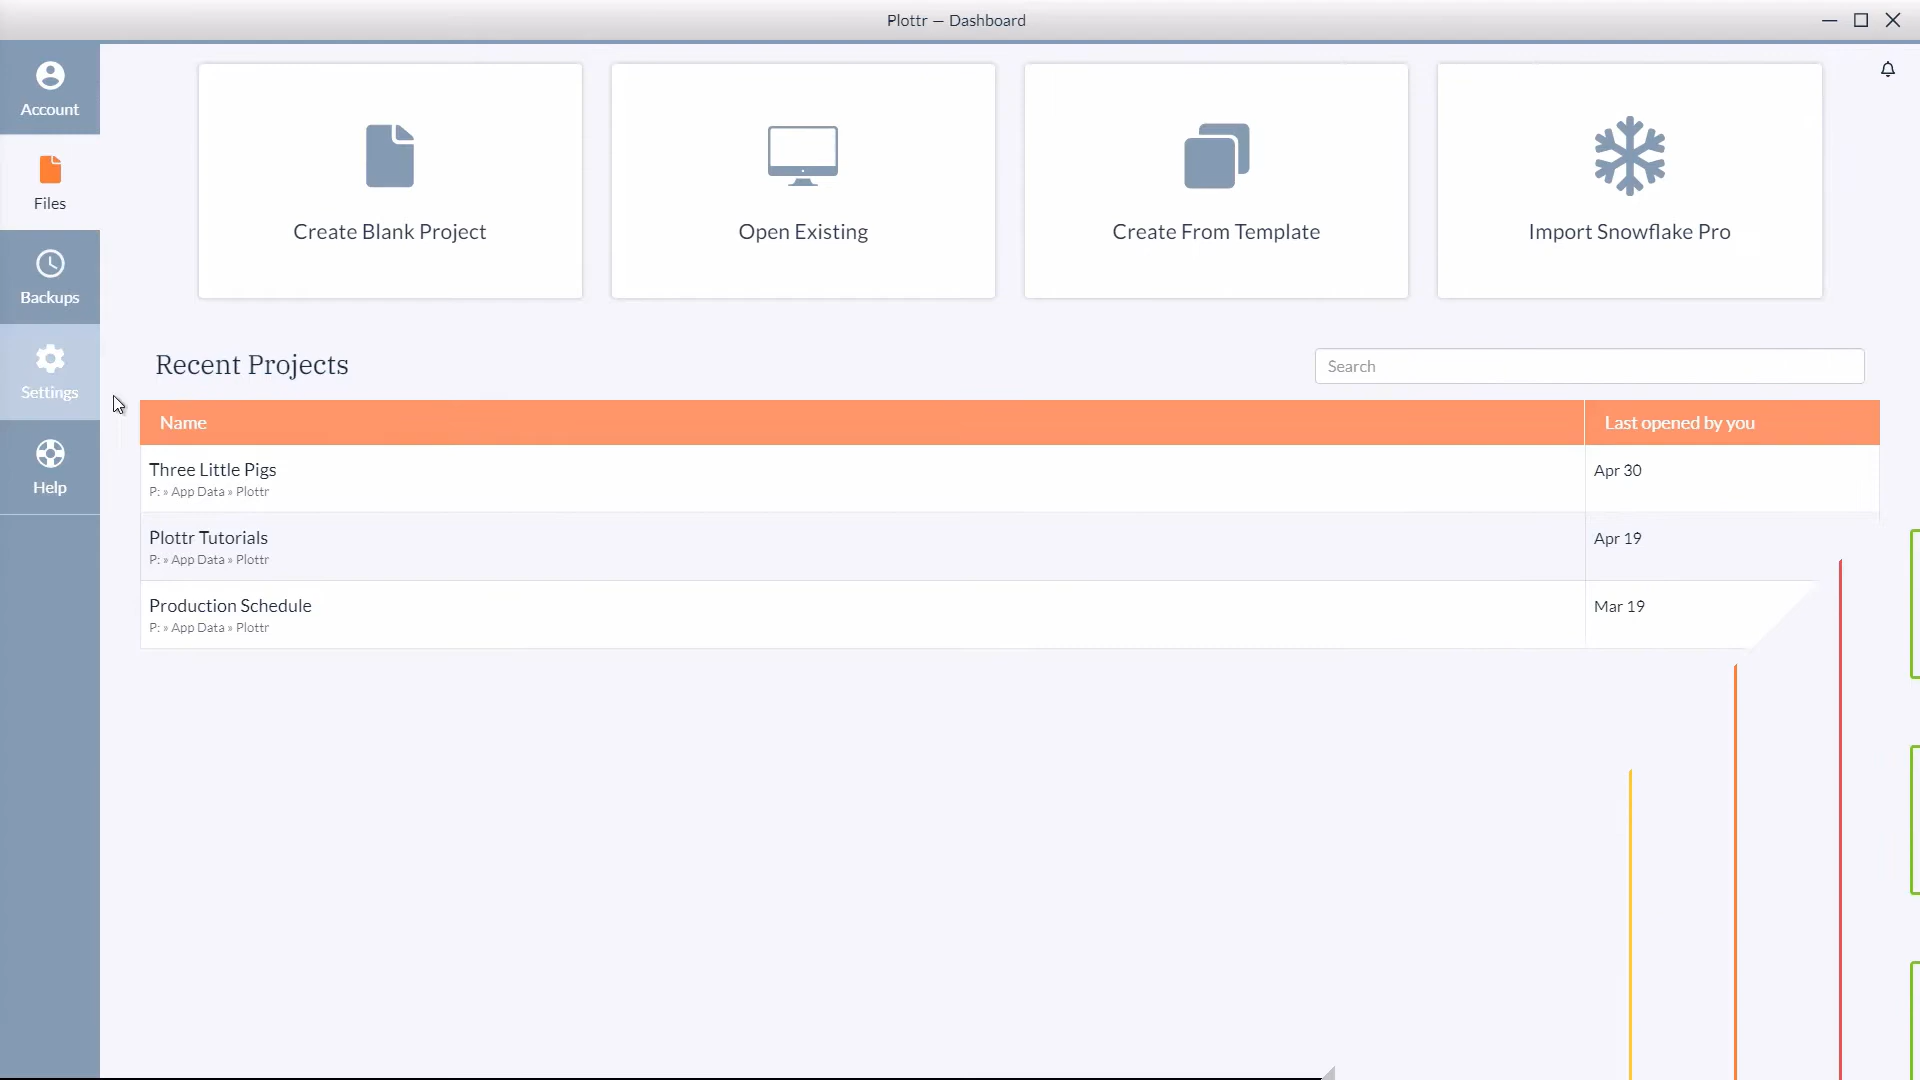 Plottr — Dashboard
Account
Files
Backups
Settings
Help
Create Blank Project
Open Existing
Create From Template
Import Snowflake Pro
Recent Projects
Search
Name
Last opened by you
Three Little Pigs
P: » App Data » Plottr
Apr 30
Plottr Tutorials
P: » App Data » Plottr
Apr 19
Production Schedule
P: » App Data » Plottr
Mar 19